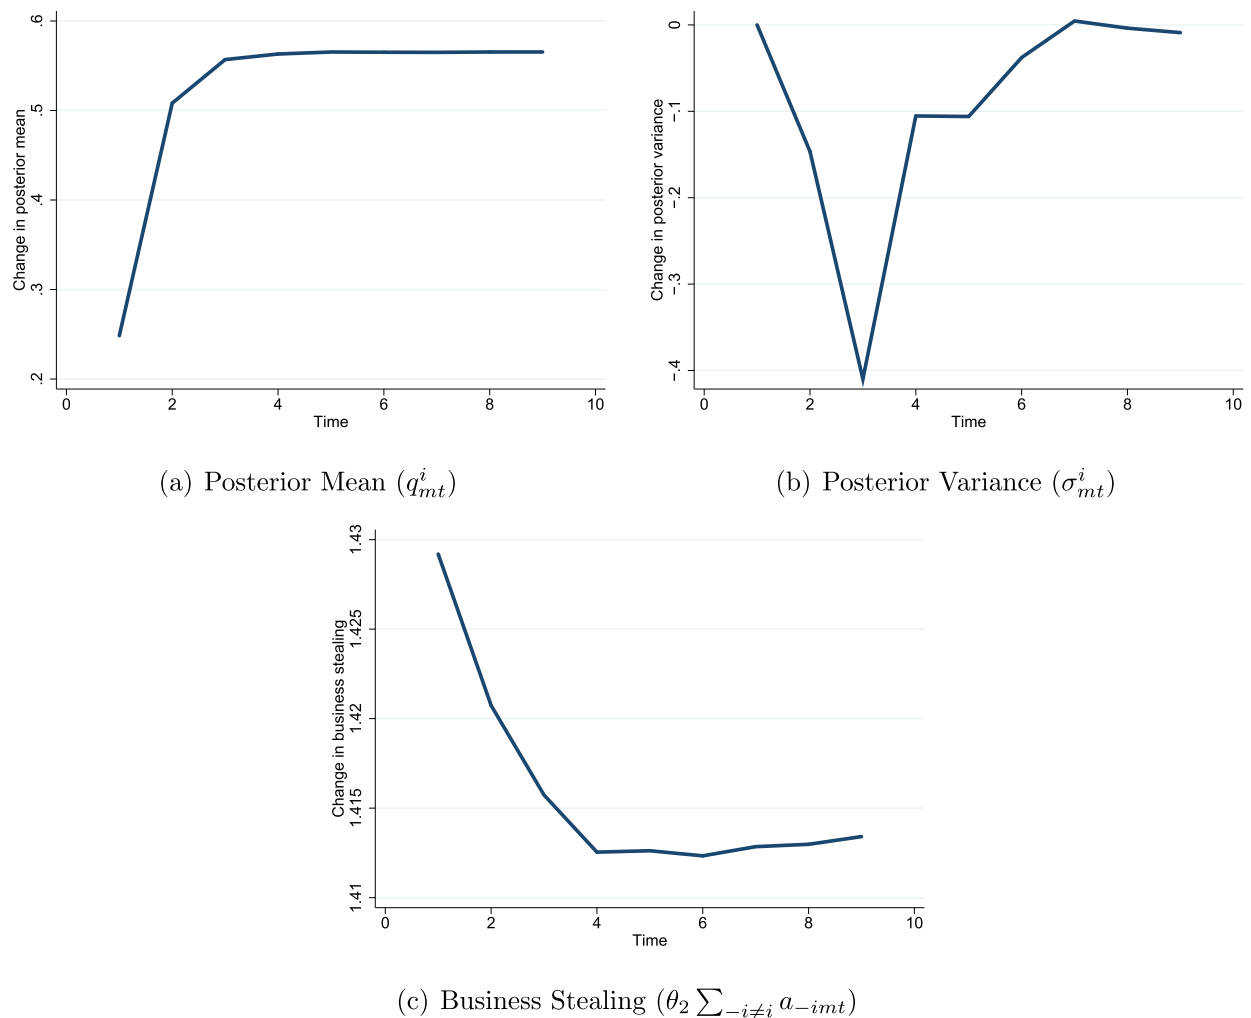 .6
.5
.4
.3
.2
Change in posterior mean
0 2 4 6 8 10
Time
(a) Posterior Mean (q^i_{mt})
0
-.1
-.2
-.3
-.4
Change in posterior variance
0 2 4 6 8 10
Time
(b) Posterior Variance (σ^i_{mt})
1.43
1.425
1.42
1.415
1.41
Change in business stealing
0 2 4 6 8 10
Time
(c) Business Stealing (θ_2 ∑_{-i≠i} a_{-imt})